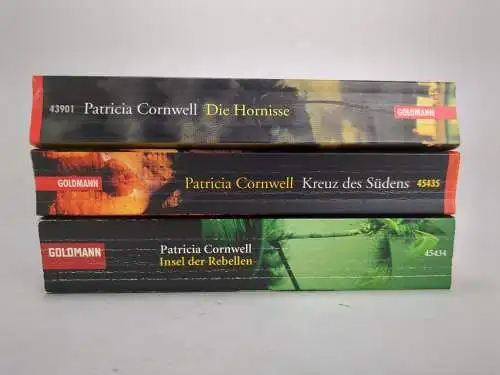 43901 Patricia Cornwell Die Hornisse GOLDMANN
GOLDMANN Patricia Cornwell Kreuz des Südens 45435
GOLDMANN Patricia Cornwell
Insel der Rebellen 45434